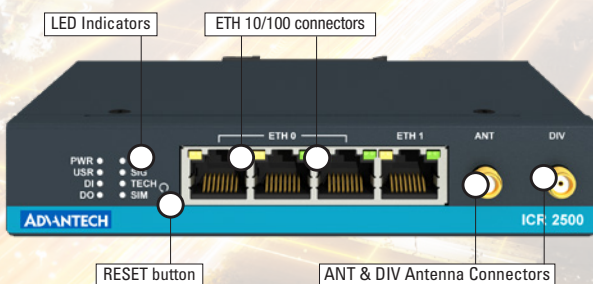 LED Indicators
ETH 10/100 connectors
ETH 0
ETH 1
ANT
DIV
PWR
USR SIG
DI TECH
DO SIM
ADVANTECH
ICR 2500
RESET button
ANT & DIV Antenna Connectors